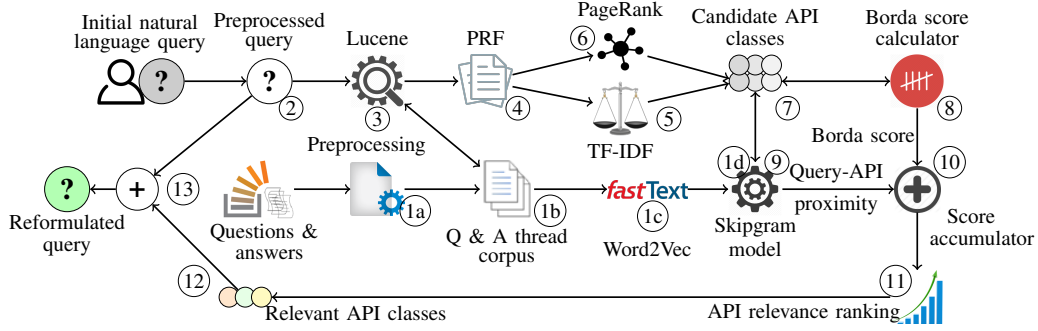 Initial natural
language query
?
Preprocessed
query
?
2
Lucene
3
PRF
4
PageRank
6
5
TF-IDF
Candidate API
classes
7
Borda score
calculator
8
Borda score
?
Reformulated
query
+
13
Questions &
answers
Preprocessing
1a
Q & A thread
corpus
1b
fastText
1c
Word2Vec
1d
9
Skipgram
model
Query-API
proximity
10
Score
accumulator
11
API relevance ranking
12
Relevant API classes